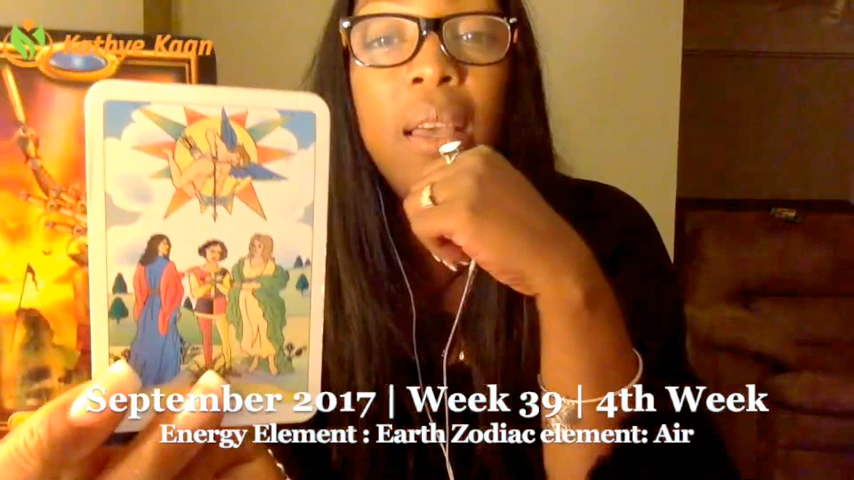 Kathye Kaan
September 2017 | Week 39 | 4th Week
Energy Element : Earth Zodiac element: Air